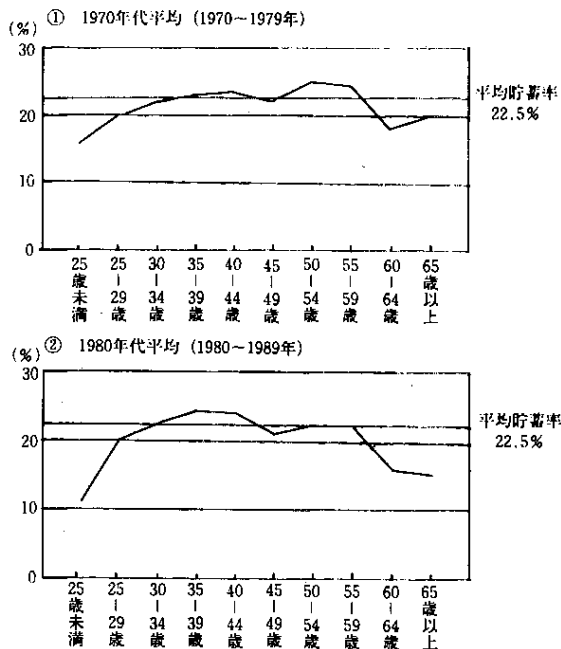 (%) ① 1970年代平均 (1970〜1979年)
30
20
10
0
平均貯蓄率
22.5%
25歳未満
25―29歳
30―34歳
35―39歳
40―44歳
45―49歳
50―54歳
55―59歳
60―64歳
65歳以上
(%) ② 1980年代平均 (1980〜1989年)
30
20
10
0
平均貯蓄率
22.5%
25歳未満
25―29歳
30―34歳
35―39歳
40―44歳
45―49歳
50―54歳
55―59歳
60―64歳
65歳以上